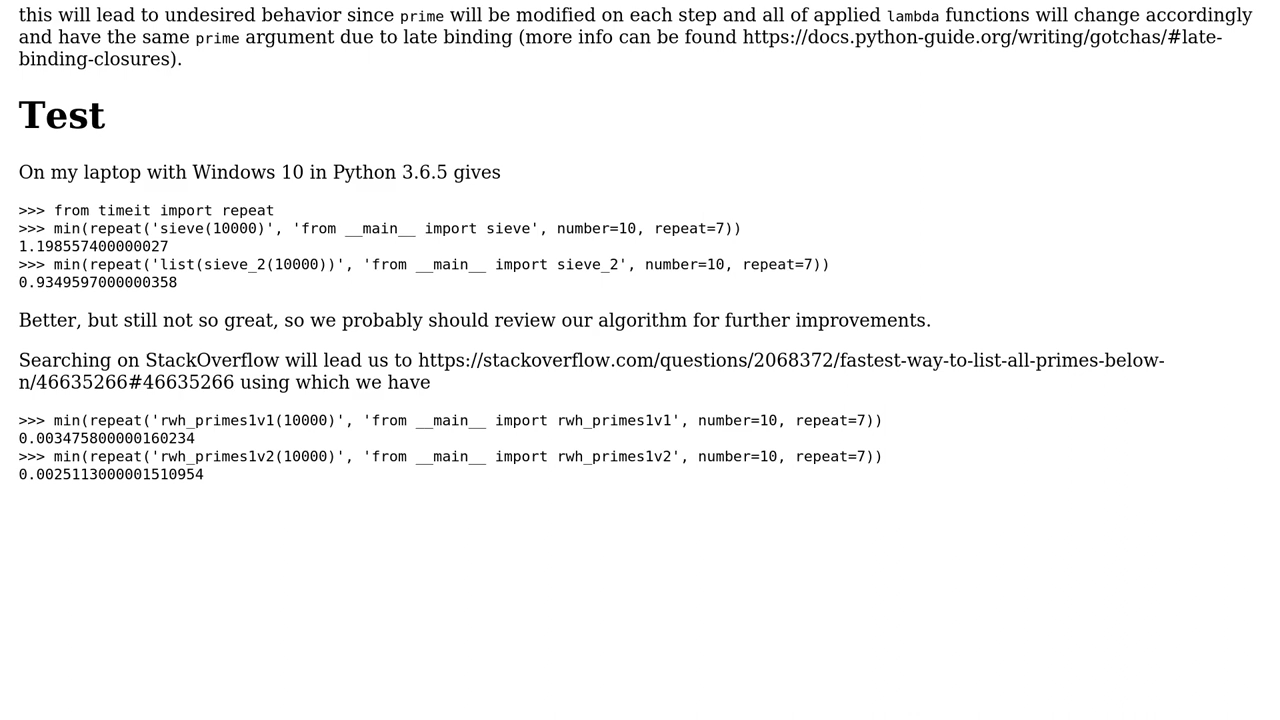 this will lead to undesired behavior since prime will be modified on each step and all of applied lambda functions will change accordingly
and have the same prime argument due to late binding (more info can be found https://docs.python-guide.org/writing/gotchas/#late-
binding-closures).
Test
On my laptop with Windows 10 in Python 3.6.5 gives
>>> from timeit import repeat
>>> min(repeat('sieve(10000)', 'from __main__ import sieve', number=10, repeat=7))
1.198557400000027
>>> min(repeat('list(sieve_2(10000))', 'from __main__ import sieve_2', number=10, repeat=7))
0.9349597000000358
Better, but still not so great, so we probably should review our algorithm for further improvements.
Searching on StackOverflow will lead us to https://stackoverflow.com/questions/2068372/fastest-way-to-list-all-primes-below-
n/46635266#46635266 using which we have
>>> min(repeat('rwh_primes1v1(10000)', 'from __main__ import rwh_primes1v1', number=10, repeat=7))
0.003475800000160234
>>> min(repeat('rwh_primes1v2(10000)', 'from __main__ import rwh_primes1v2', number=10, repeat=7))
0.0025113000001510954